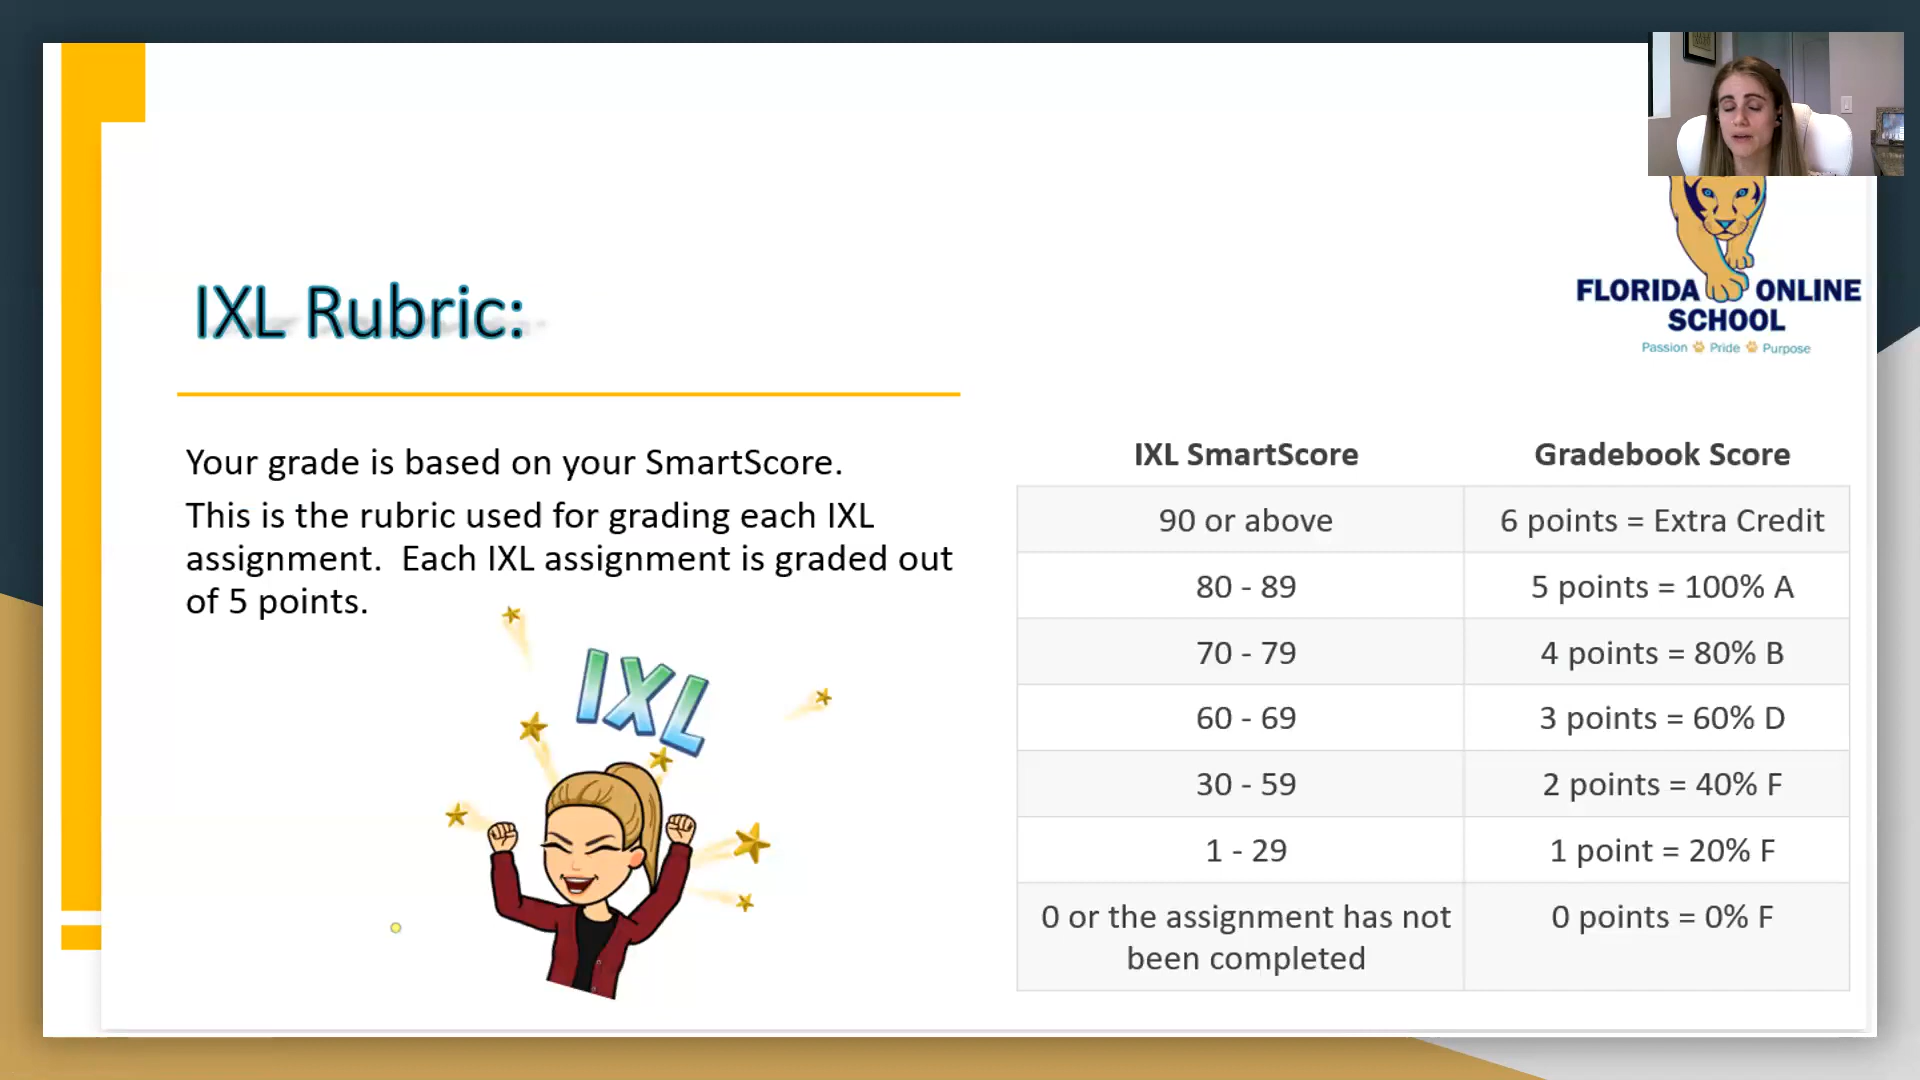 IXL Rubric:
FLORIDA ONLINE
SCHOOL
Passion Pride Purpose
Your grade is based on your SmartScore.
This is the rubric used for grading each IXL
assignment.  Each IXL assignment is graded out
of 5 points.
IXL
IXL SmartScore Gradebook Score
90 or above 6 points = Extra Credit
80 - 89 5 points = 100% A
70 - 79 4 points = 80% B
60 - 69 3 points = 60% D
30 - 59 2 points = 40% F
1 - 29 1 point = 20% F
0 or the assignment has not 0 points = 0% F
been completed